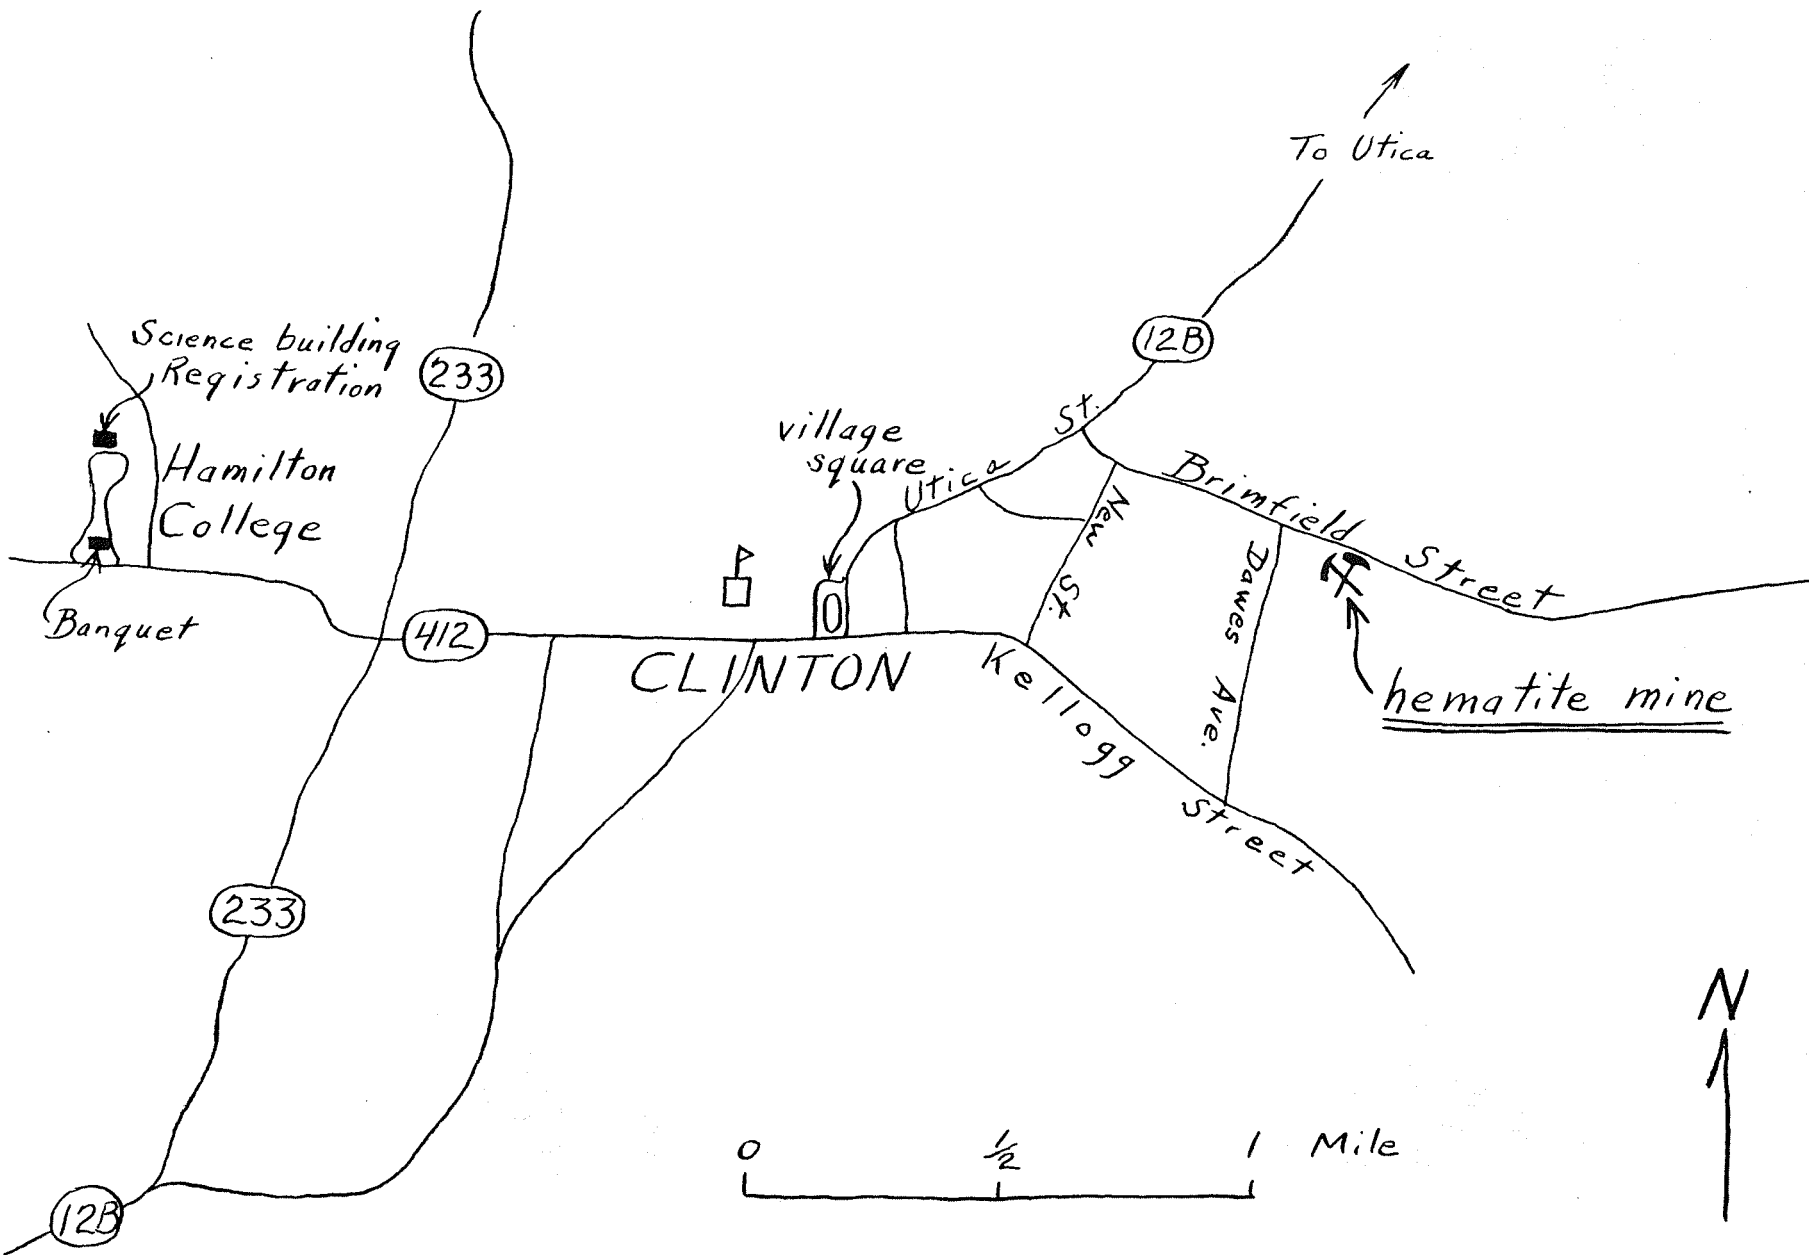 To Utica
12B
Science building
Registration
233
village
square
Utica St.
Hamilton
College
Brimfield Street
New St.
Dawes Ave.
Banquet
412
CLINTON
Kellogg Street
hematite mine
233
N
0 ½ 1 Mile
12B